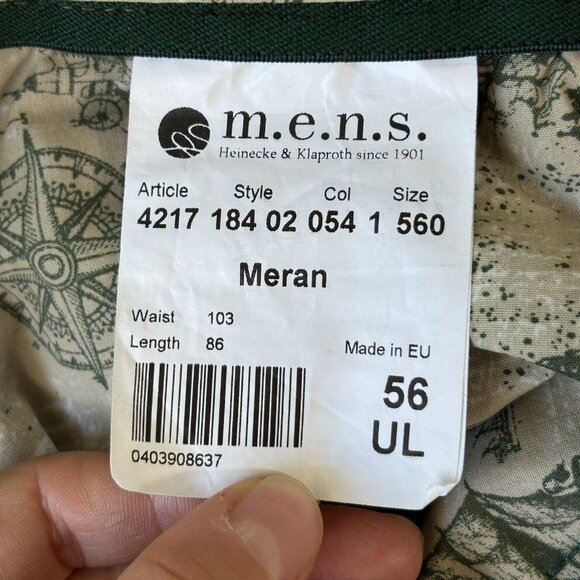 m.e.n.s.
Heinecke & Klaproth since 1901
Article Style Col Size
4217 184 02 054 1 560
Meran
Waist 103
Length 86
Made in EU
56
UL
0403908637